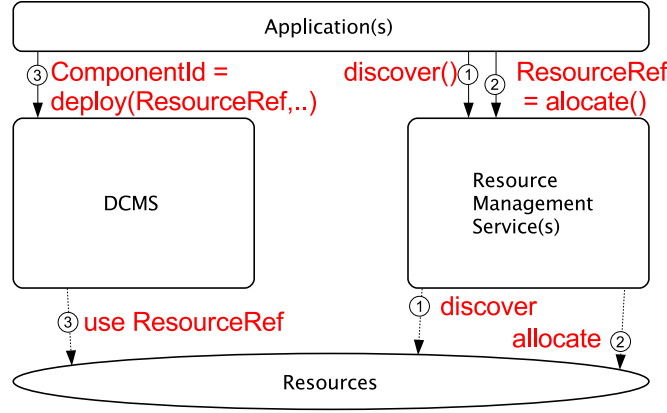 Application(s)
3 ComponentId = discover() 1 2 ResourceRef
deploy(ResourceRef,..) = alocate()
DCMS
Resource
Management
Service(s)
3 use ResourceRef
1 discover
allocate 2
Resources